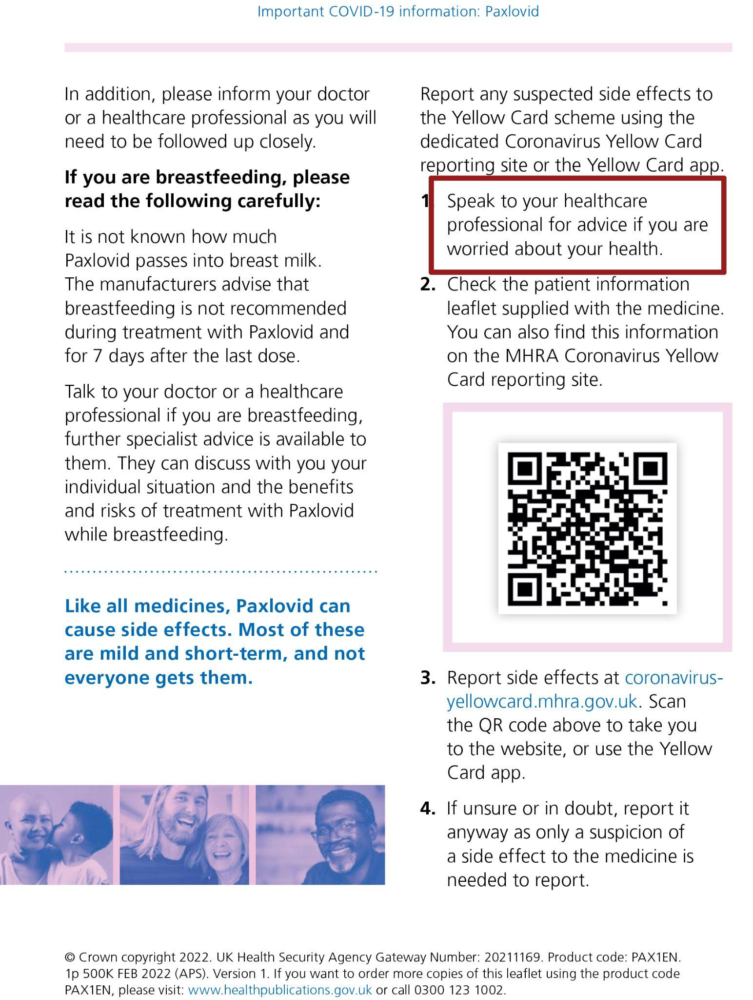 Important COVID-19 information: Paxlovid
In addition, please inform your doctor
or a healthcare professional as you will
need to be followed up closely.
If you are breastfeeding, please
read the following carefully:
It is not known how much
Paxlovid passes into breast milk.
The manufacturers advise that
breastfeeding is not recommended
during treatment with Paxlovid and
for 7 days after the last dose.
Talk to your doctor or a healthcare
professional if you are breastfeeding,
further specialist advice is available to
them. They can discuss with you your
individual situation and the benefits
and risks of treatment with Paxlovid
while breastfeeding.
Like all medicines, Paxlovid can
cause side effects. Most of these
are mild and short-term, and not
everyone gets them.
Report any suspected side effects to
the Yellow Card scheme using the
dedicated Coronavirus Yellow Card
reporting site or the Yellow Card app.
1 Speak to your healthcare
professional for advice if you are
worried about your health.
2. Check the patient information
leaflet supplied with the medicine.
You can also find this information
on the MHRA Coronavirus Yellow
Card reporting site.
3. Report side effects at coronavirus-
yellowcard.mhra.gov.uk. Scan
the QR code above to take you
to the website, or use the Yellow
Card app.
4. If unsure or in doubt, report it
anyway as only a suspicion of
a side effect to the medicine is
needed to report.
© Crown copyright 2022. UK Health Security Agency Gateway Number: 20211169. Product code: PAX1EN.
1p 500K FEB 2022 (APS). Version 1. If you want to order more copies of this leaflet using the product code
PAX1EN, please visit: www.healthpublications.gov.uk or call 0300 123 1002.